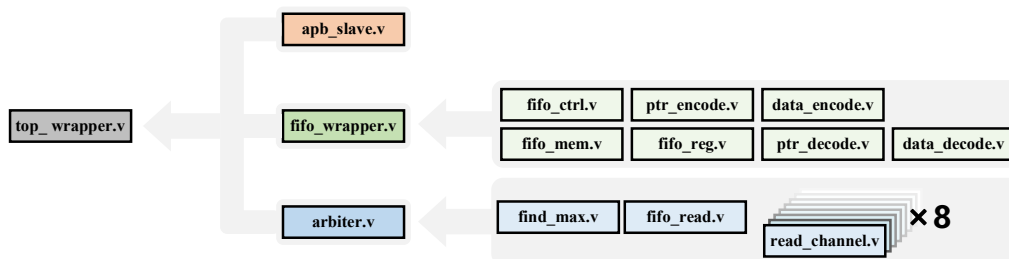 apb_slave.v
top_ wrapper.v
fifo_wrapper.v
fifo_ctrl.v ptr_encode.v data_encode.v
fifo_mem.v fifo_reg.v ptr_decode.v data_decode.v
arbiter.v
find_max.v fifo_read.v
read_channel.v
×8